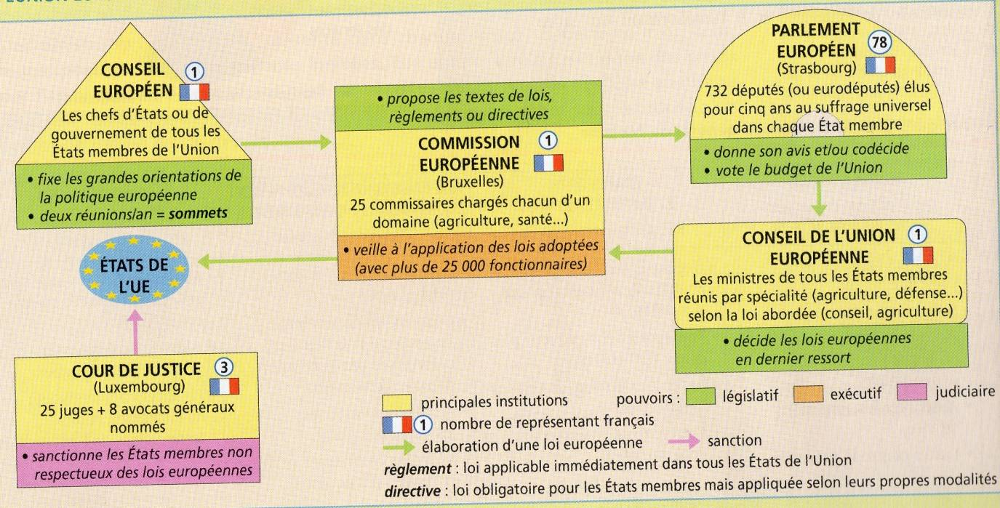 CONSEIL 1
EUROPÉEN
Les chefs d'États ou de
gouvernement de tous les
États membres de l'Union
• fixe les grandes orientations de
la politique européenne
• deux réunions/an = sommets
• propose les textes de lois,
règlements ou directives
COMMISSION 1
EUROPÉENNE
(Bruxelles)
25 commissaires chargés chacun d'un
domaine (agriculture, santé...)
• veille à l'application des lois adoptées
(avec plus de 25 000 fonctionnaires)
PARLEMENT
EUROPÉEN 78
(Strasbourg)
732 députés (ou eurodéputés) élus
pour cinq ans au suffrage universel
dans chaque État membre
• donne son avis et/ou codécide
• vote le budget de l'Union
CONSEIL DE L'UNION 1
EUROPÉENNE
Les ministres de tous les États membres
réunis par spécialité (agriculture, défense...)
selon la loi abordée (conseil, agriculture)
• décide les lois européennes
en dernier ressort
ÉTATS DE
L'UE
COUR DE JUSTICE 3
(Luxembourg)
25 juges + 8 avocats généraux
nommés
• sanctionne les États membres non
respectueux des lois européennes
principales institutions pouvoirs : législatif exécutif judiciaire
1 nombre de représentant français
élaboration d'une loi européenne sanction
règlement : loi applicable immédiatement dans tous les États de l'Union
directive : loi obligatoire pour les États membres mais appliquée selon leurs propres modalités